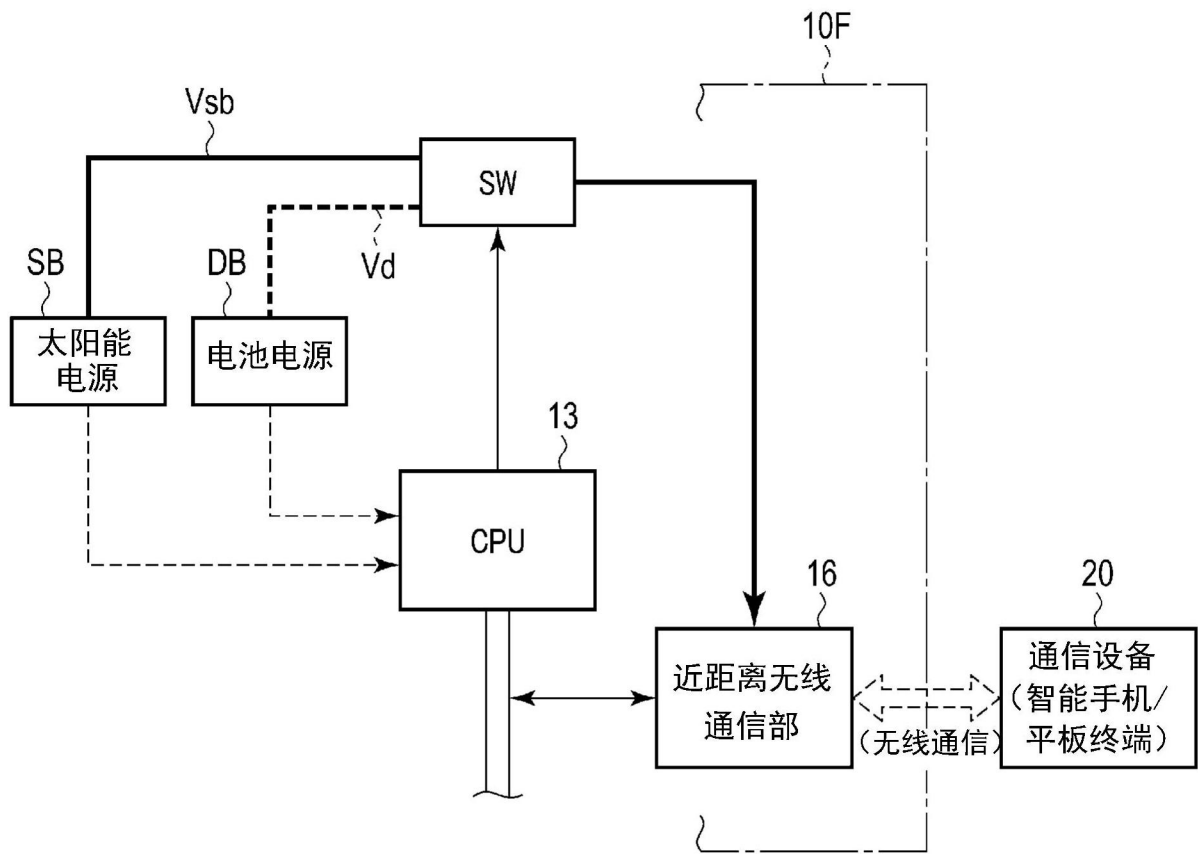 10F
Vsb
SW
Vd
SB
DB
太阳能
电源
电池电源
13
CPU
16
20
近距离无线
通信部
(无线通信)
通信设备
(智能手机/
平板终端)